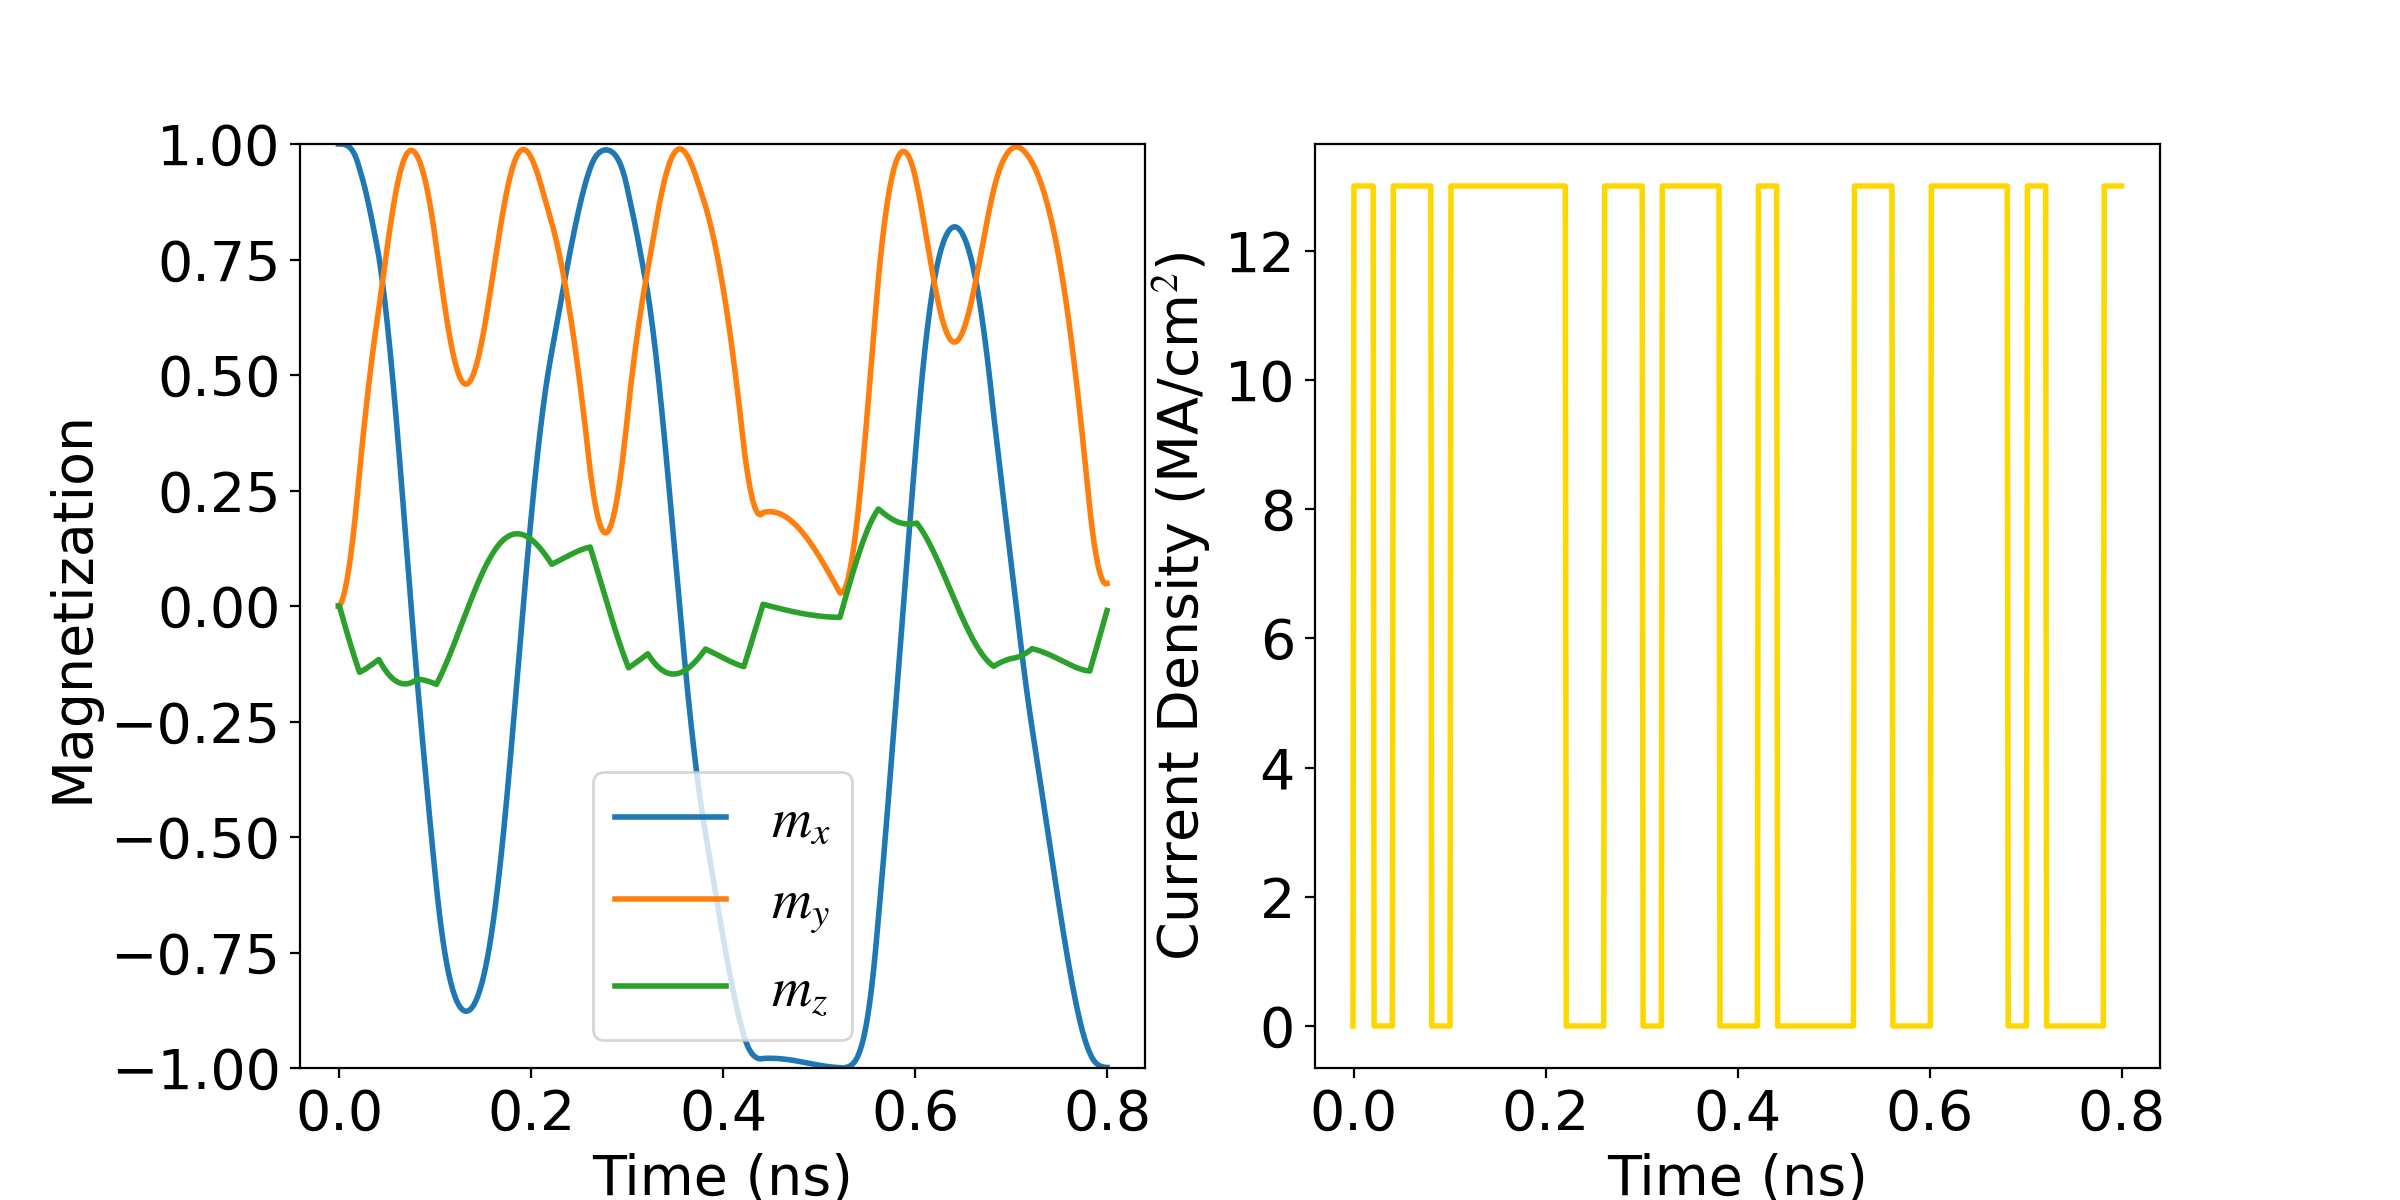 Magnetization
1.00
0.75
0.50
0.25
0.00
−0.25
−0.50
−0.75
−1.00
0.0 0.2 0.4 0.6 0.8
Time (ns)
m_x
m_y
m_z
Current Density (MA/cm²)
12
10
8
6
4
2
0
0.0 0.2 0.4 0.6 0.8
Time (ns)